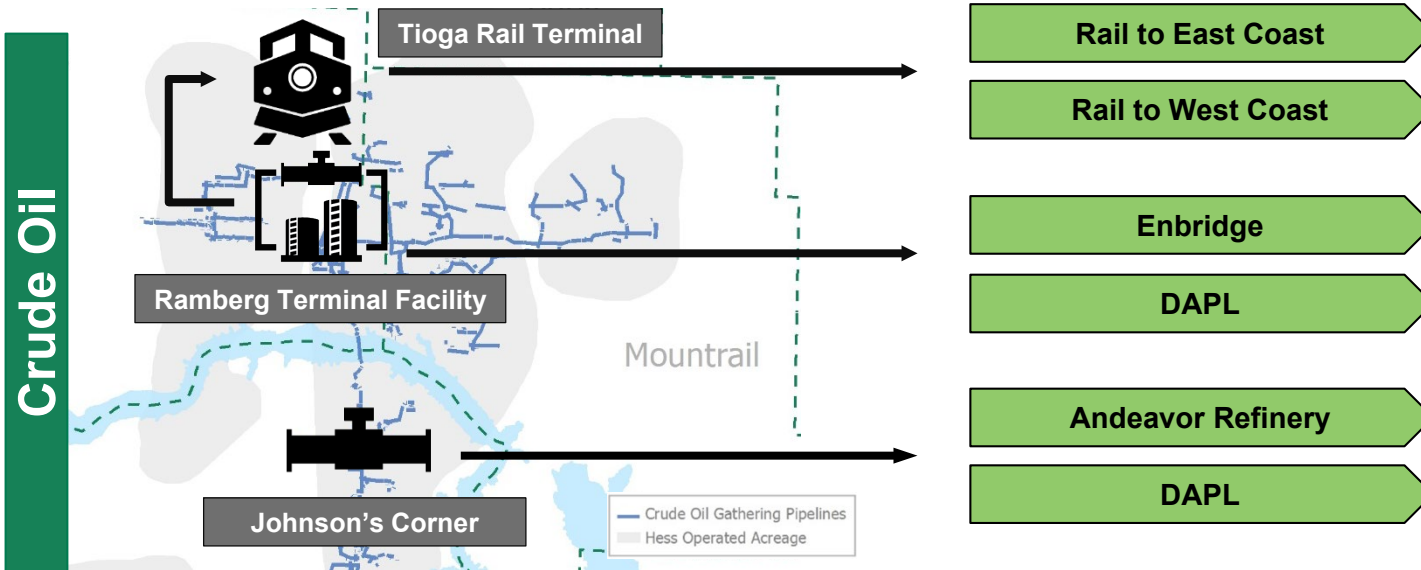 Crude Oil
Tioga Rail Terminal
Rail to East Coast
Rail to West Coast
Ramberg Terminal Facility
Enbridge
DAPL
Mountrail
Johnson’s Corner
Andeavor Refinery
DAPL
Crude Oil Gathering Pipelines
Hess Operated Acreage